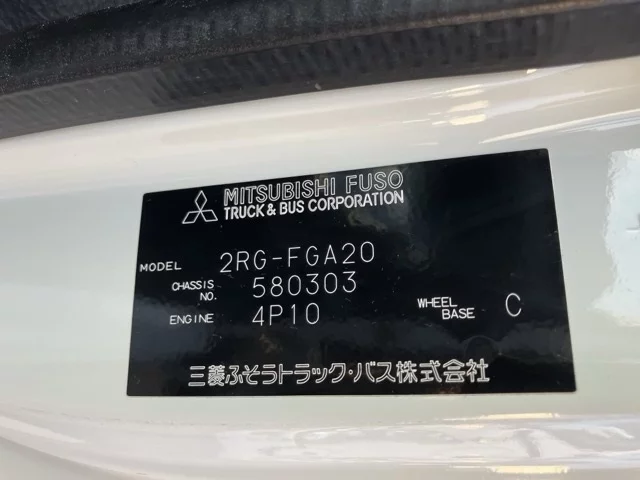 MITSUBISHI FUSO
TRUCK & BUS CORPORATION
MODEL 2RG-FGA20
CHASSIS NO. 580303
ENGINE 4P10 WHEEL BASE C
三菱ふそうトラック・バス株式会社